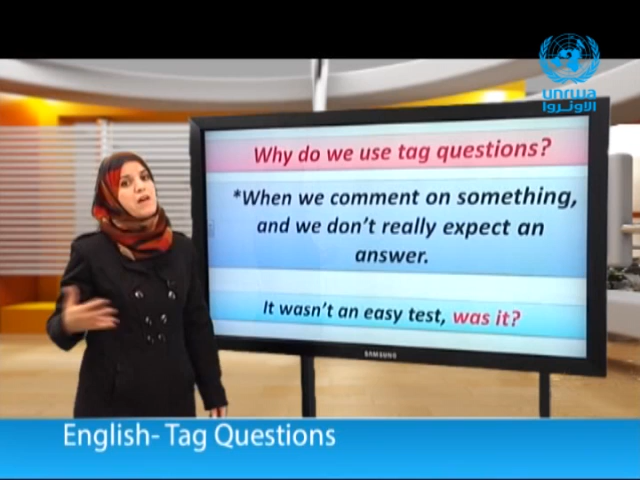 unrwa
الأونروا
Why do we use tag questions?
*When we comment on something,
and we don't really expect an
answer.
It wasn't an easy test, was it?
SAMSUNG
English- Tag Questions